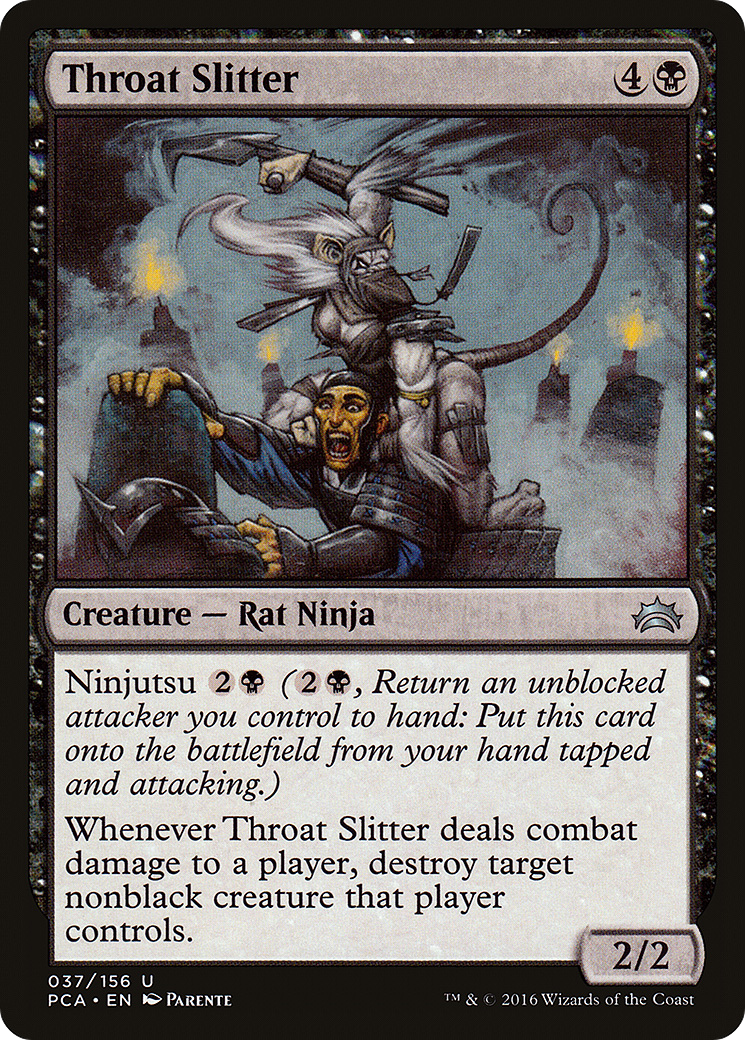 Throat Slitter 4
Creature — Rat Ninja
Ninjutsu 2 (2, Return an unblocked
attacker you control to hand: Put this card
onto the battlefield from your hand tapped
and attacking.)
Whenever Throat Slitter deals combat
damage to a player, destroy target
nonblack creature that player
controls.
2/2
037/156 U
PCA • EN Parente
™ & © 2016 Wizards of the Coast